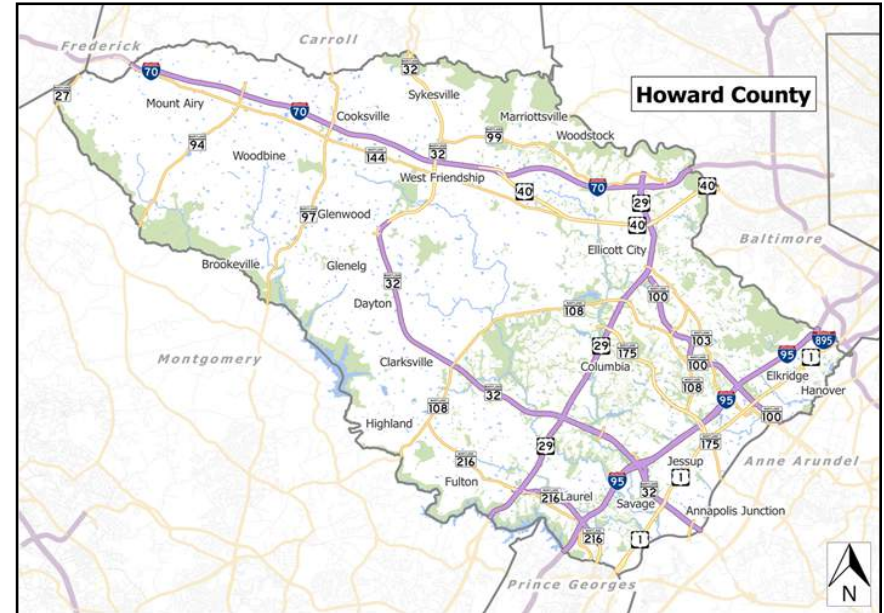 Frederick
Carroll
70
32
27
Mount Airy
70
Sykesville
Howard County
Cooksville
Marriottsville
94
99
Woodstock
Woodbine
144
32
West Friendship
40
70
40
29
97
Glenwood
40
Baltimore
Ellicott City
Brookeville
Glenelg
32
100
Dayton
108
895
29
175
103
95
1
Montgomery
Clarksville
Columbia
100
Elkridge
108
Hanover
32
95
108
100
Highland
29
175
216
Jessup
Anne Arundel
Fulton
95
1
216
Laurel
32
Savage
Annapolis Junction
216
1
Prince Georges
N